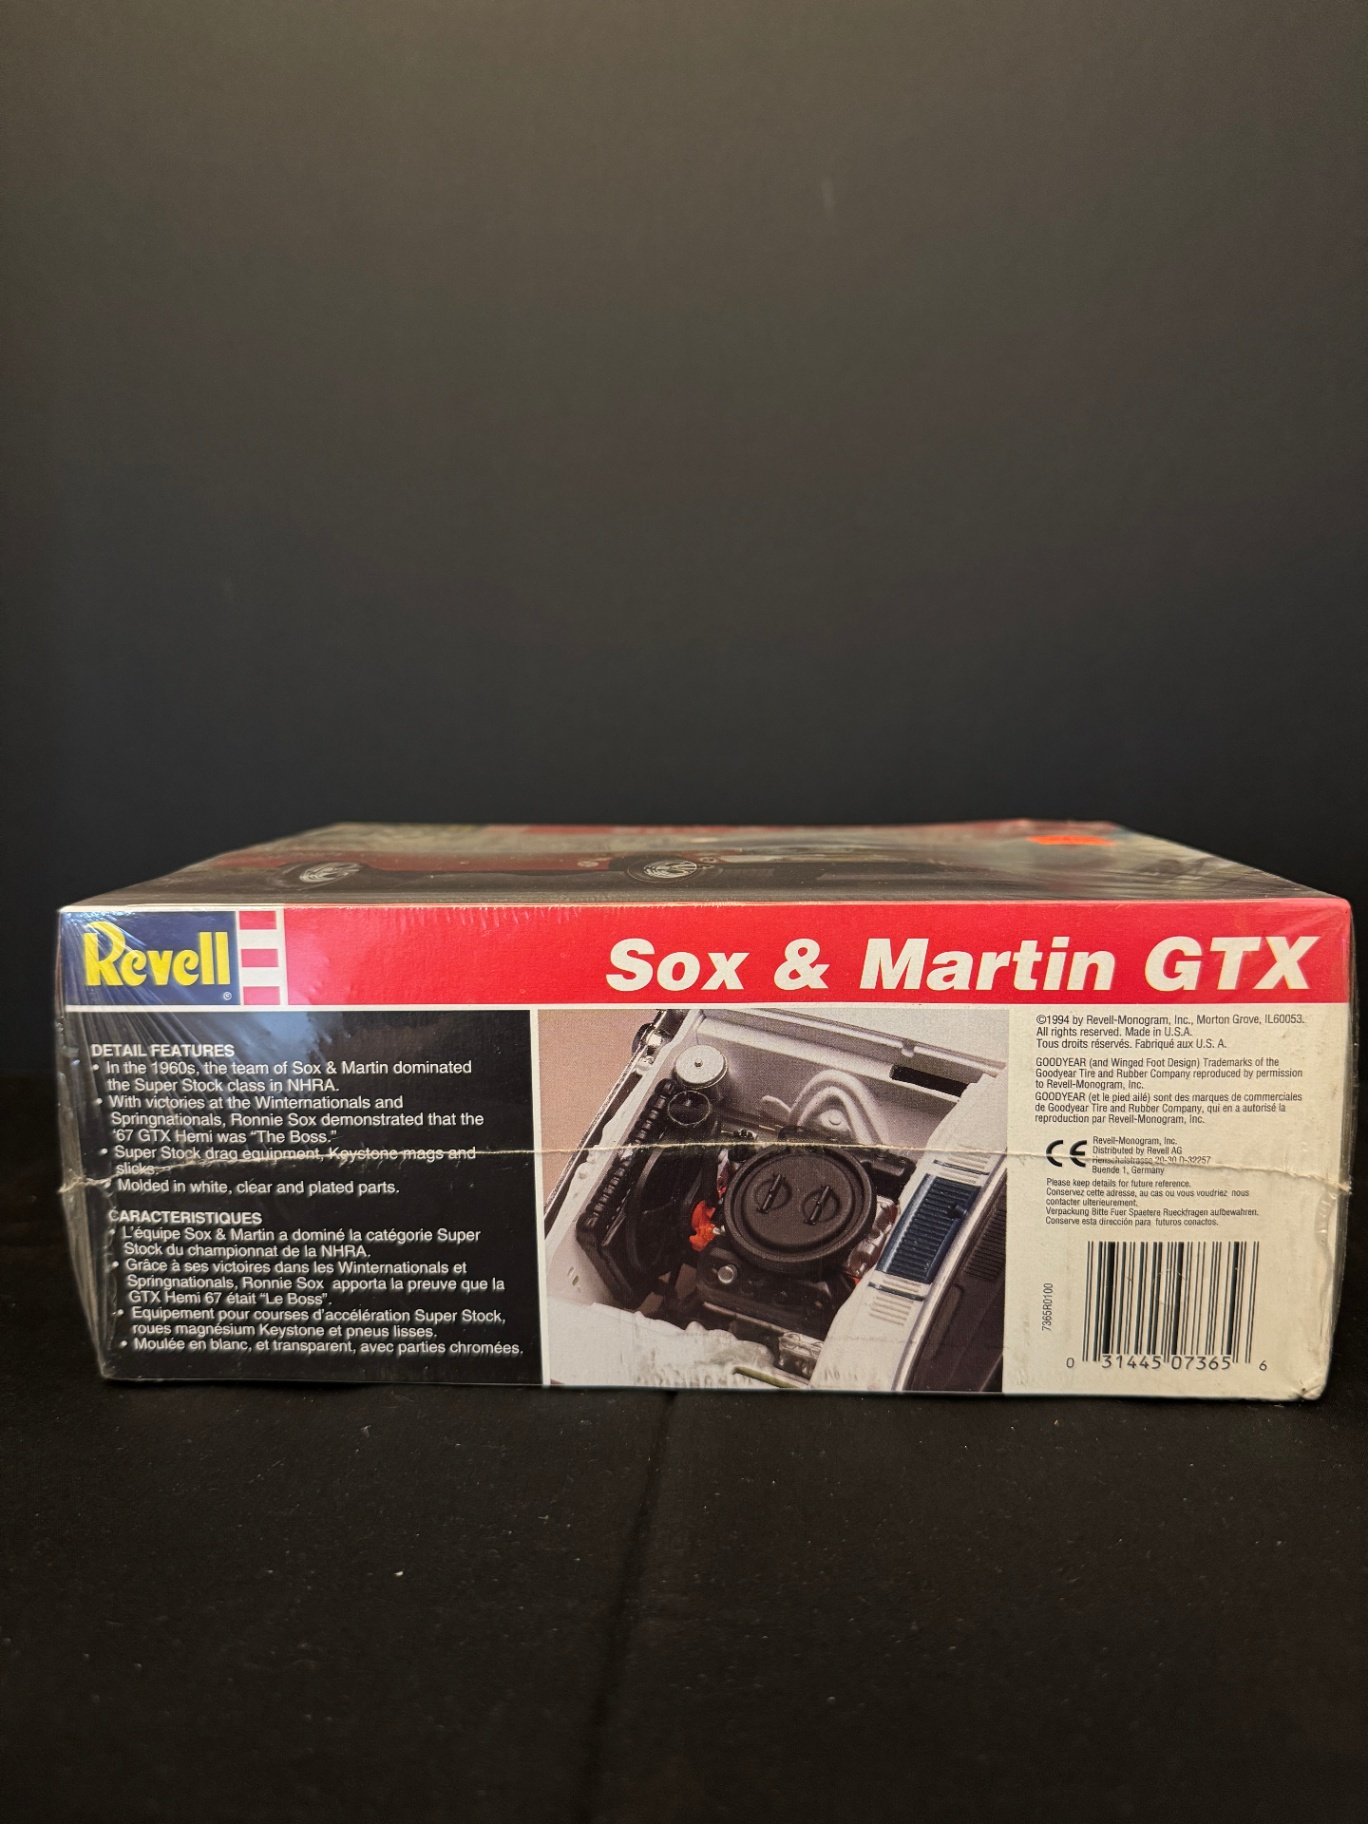 Revell
®
Sox & Martin GTX
DETAIL FEATURES
• In the 1960s, the team of Sox & Martin dominated
the Super Stock class in NHRA.
• With victories at the Winternationals and
Springnationals, Ronnie Sox demonstrated that the
'67 GTX Hemi was "The Boss."
• Super Stock drag equipment, Keystone mags and
slicks.
• Molded in white, clear and plated parts.
CARACTERISTIQUES
• L'équipe Sox & Martin a dominé la catégorie Super
Stock du championnat de la NHRA.
• Grâce à ses victoires dans les Winternationals et
Springnationals, Ronnie Sox apporta la preuve que la
GTX Hemi 67 était "Le Boss".
• Equipement pour courses d'accélération Super Stock,
roues magnésium Keystone et pneus lisses.
• Moulée en blanc, et transparent, avec parties chromées.
©1994 by Revell-Monogram, Inc., Morton Grove, IL60053.
All rights reserved. Made in U.S.A.
Tous droits réservés. Fabriqué aux U.S. A.
GOODYEAR (and Winged Foot Design) Trademarks of the
Goodyear Tire and Rubber Company reproduced by permission
to Revell-Monogram, Inc.
GOODYEAR (et le pied ailé) sont des marques de commerciales
de Goodyear Tire and Rubber Company, qui en a autorisé la
reproduction par Revell-Monogram, Inc.
CE
Revell-Monogram, Inc.
Distributed by Revell AG
Henschelstrasse 20-30 D-32257
Buende 1, Germany
Please keep details for future reference.
Conservez cette adresse, au cas ou vous voudriez nous
contacter ulterieurement.
Verpackung Bitte Fuer Spaetere Rueckfragen aufbewahren.
Conserve esta dirección para futuros conactos.
7365R0100
0 31445 07365 6